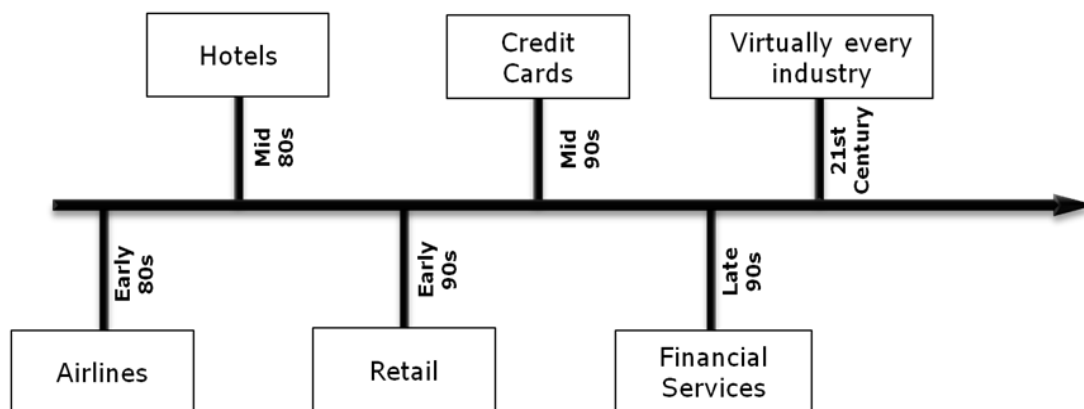 Hotels
Credit
Cards
Virtually every
industry
Mid
80s
Mid
90s
21st
Century
Early
80s
Early
90s
Late
90s
Airlines
Retail
Financial
Services